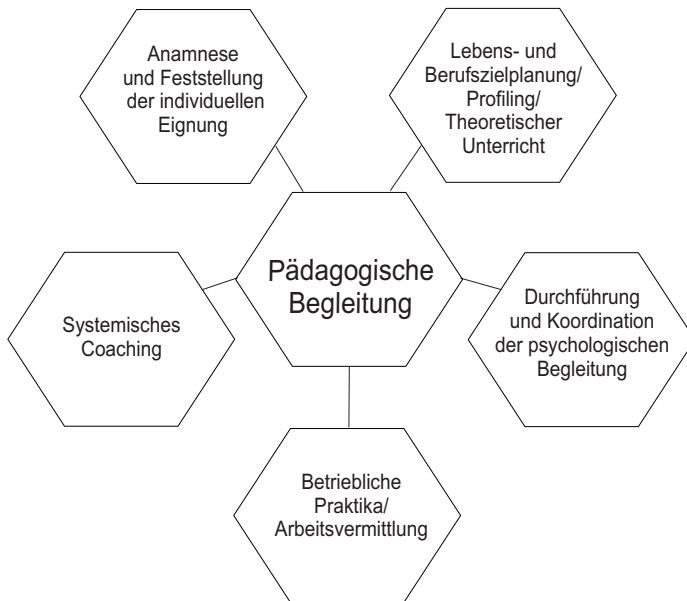 Anamnese
und Feststellung
der individuellen
Eignung
Lebens- und
Berufszielplanung/
Profiling/
Theoretischer
Unterricht
Pädagogische
Begleitung
Systemisches
Coaching
Durchführung
und Koordination
der psychologischen
Begleitung
Betriebliche
Praktika/
Arbeitsvermittlung